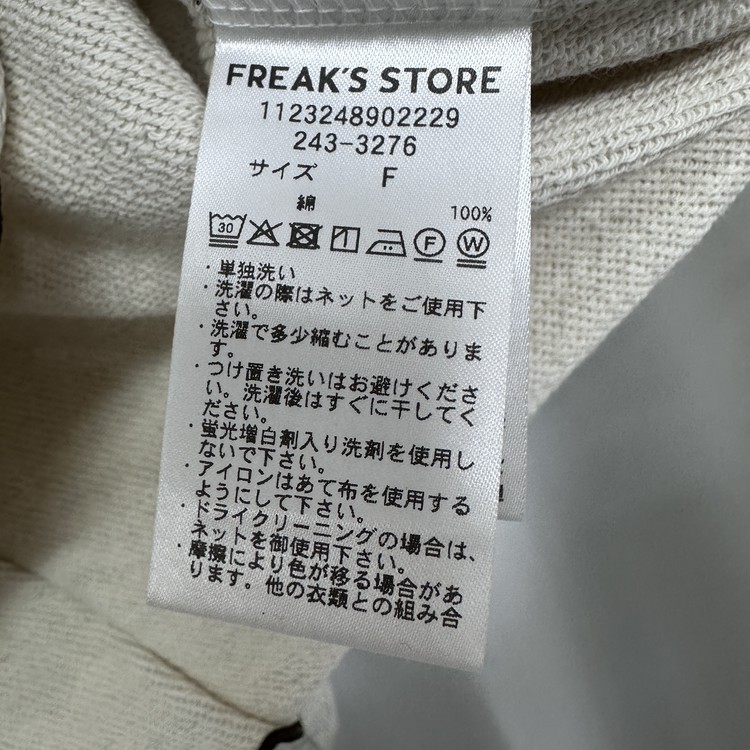 FREAK'S STORE
1123248902229
243-3276
サイズ F
綿 100%
30 F W
・単独洗い
・洗濯の際はネットをご使用下
さい。
・洗濯で多少縮むことがありま
す。
・つけ置き洗いはお避けくださ
い。洗濯後はすぐに干してく
ださい。
・蛍光増白剤入り洗剤を使用し
ないで下さい。
・アイロンはあて布を使用する
ようにして下さい。
・ドライクリーニングの場合は、
ネットを御使用下さい。
・摩擦により色が移る場合があ
ります。他の衣類との組み合